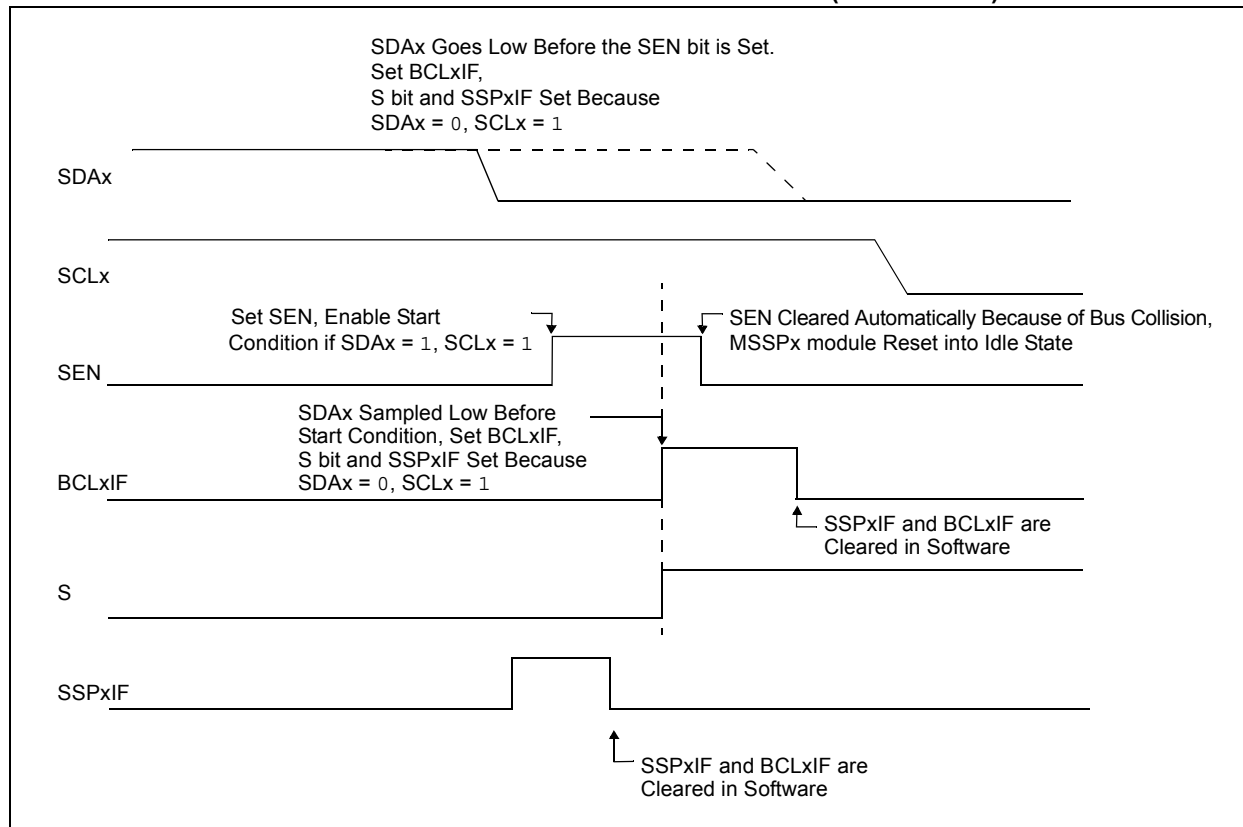 SDAx Goes Low Before the SEN bit is Set.
Set BCLxIF,
S bit and SSPxIF Set Because
SDAx = 0, SCLx = 1
SDAx
SCLx
Set SEN, Enable Start
Condition if SDAx = 1, SCLx = 1
SEN Cleared Automatically Because of Bus Collision,
MSSPx module Reset into Idle State
SEN
SDAx Sampled Low Before
Start Condition, Set BCLxIF,
S bit and SSPxIF Set Because
SDAx = 0, SCLx = 1
BCLxIF
SSPxIF and BCLxIF are
Cleared in Software
S
SSPxIF
SSPxIF and BCLxIF are
Cleared in Software